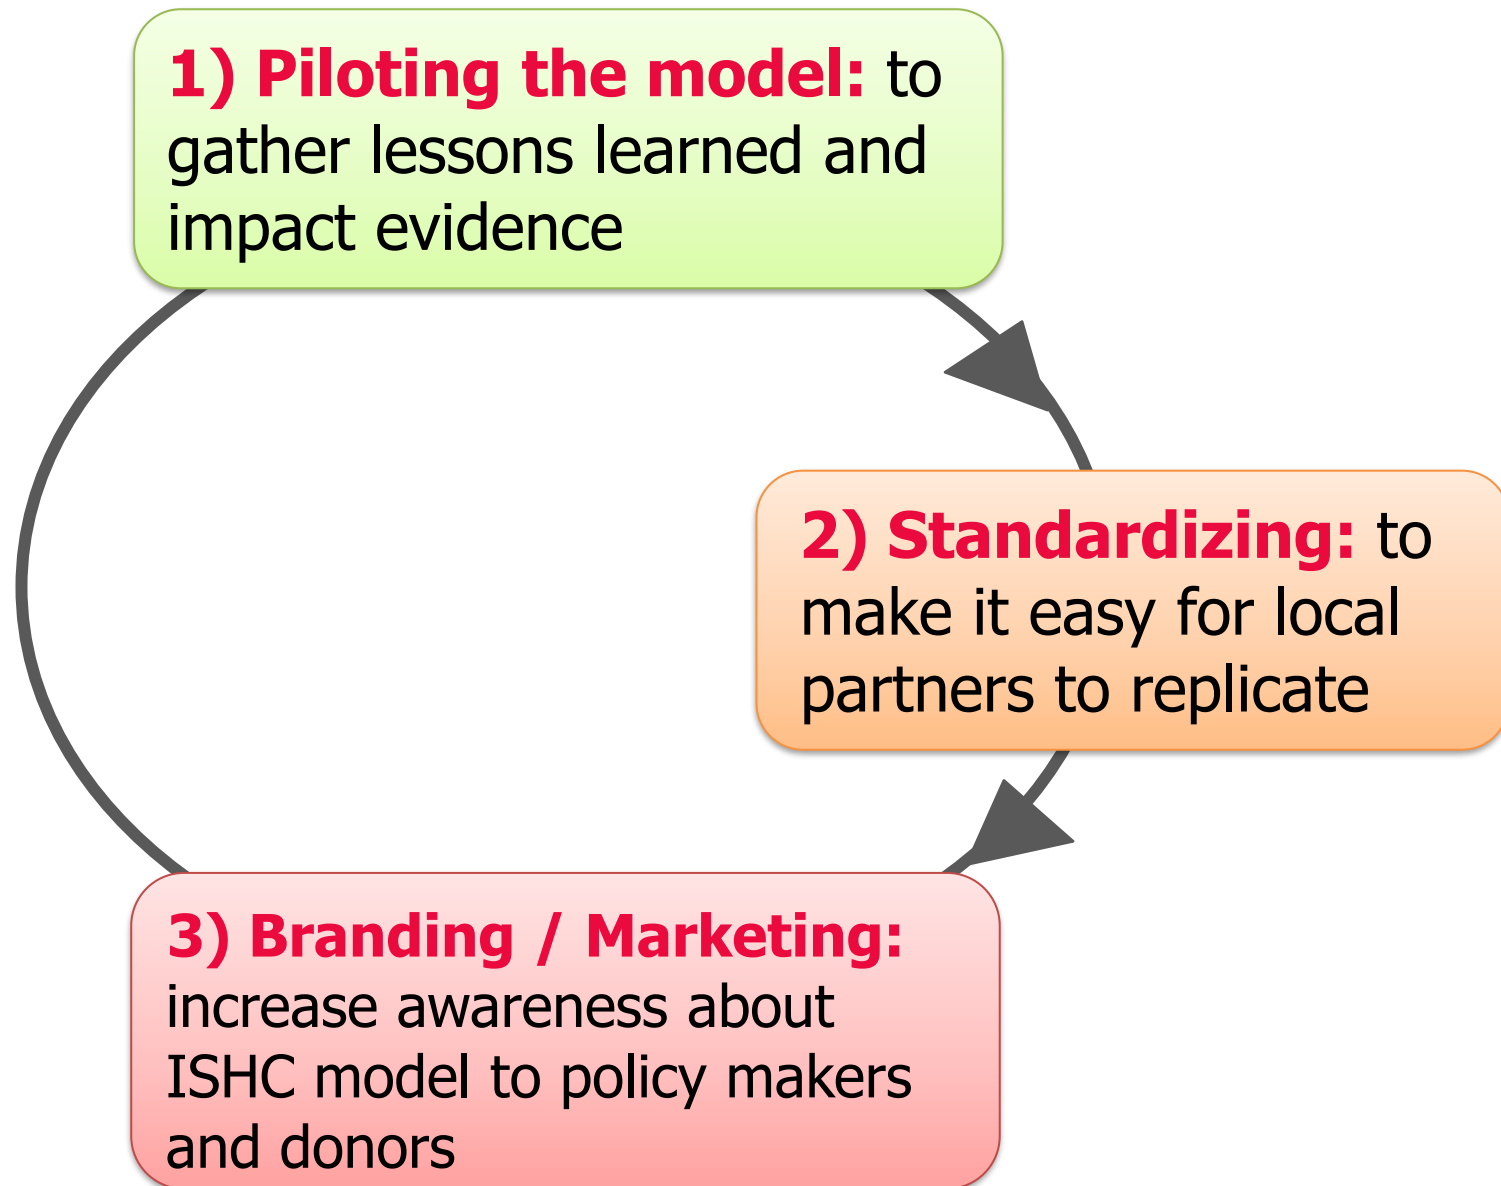 1) Piloting the model: to
gather lessons learned and
impact evidence
2) Standardizing: to
make it easy for local
partners to replicate
3) Branding / Marketing:
increase awareness about
ISHC model to policy makers
and donors